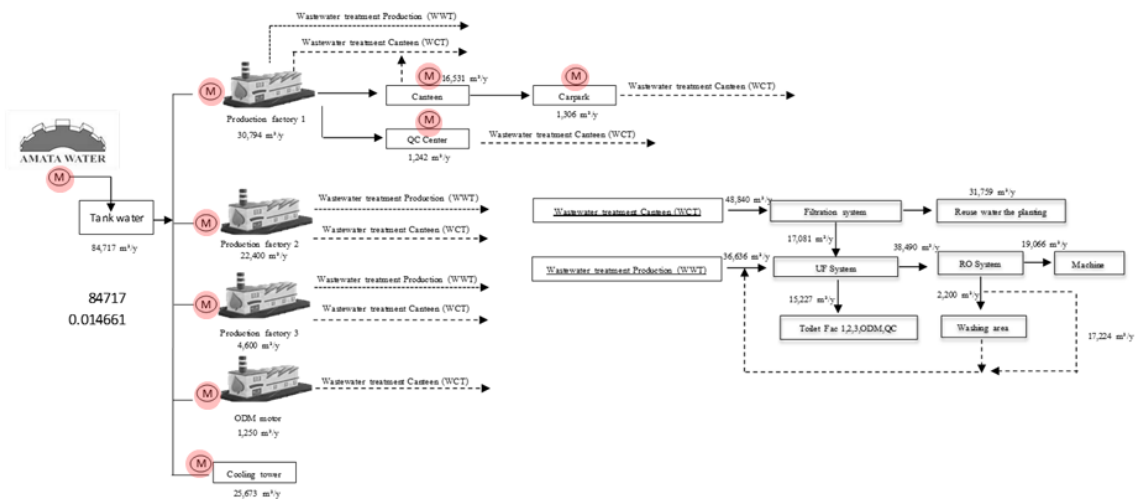 Wastewater treatment Production (WWT)
Wastewater treatment Canteen (WCT)
M
M
16,531 m³/y
M
Canteen
Carpark
Wastewater treatment Canteen (WCT)
1,306 m³/y
Production factory 1
30,794 m³/y
M
QC Center
Wastewater treatment Canteen (WCT)
1,242 m³/y
AMATA WATER
M
Tank water
84,717 m³/y
84717
0.014661
M
Wastewater treatment Production (WWT)
Wastewater treatment Canteen (WCT)
Production factory 2
22,400 m³/y
M
Wastewater treatment Production (WWT)
Wastewater treatment Canteen (WCT)
Production factory 3
4,600 m³/y
M
Wastewater treatment Canteen (WCT)
ODM motor
1,250 m³/y
M
Cooling tower
25,673 m³/y
Wastewater treatment Canteen (WCT)
48,840 m³/y
Filtration system
31,759 m³/y
Reuse water the planting
17,081 m³/y
Wastewater treatment Production (WWT)
36,636 m³/y
UF System
38,490 m³/y
RO System
19,066 m³/y
Machine
15,227 m³/y
2,200 m³/y
Toilet Fac 1,2,3,ODM,QC
Washing area
17,224 m³/y